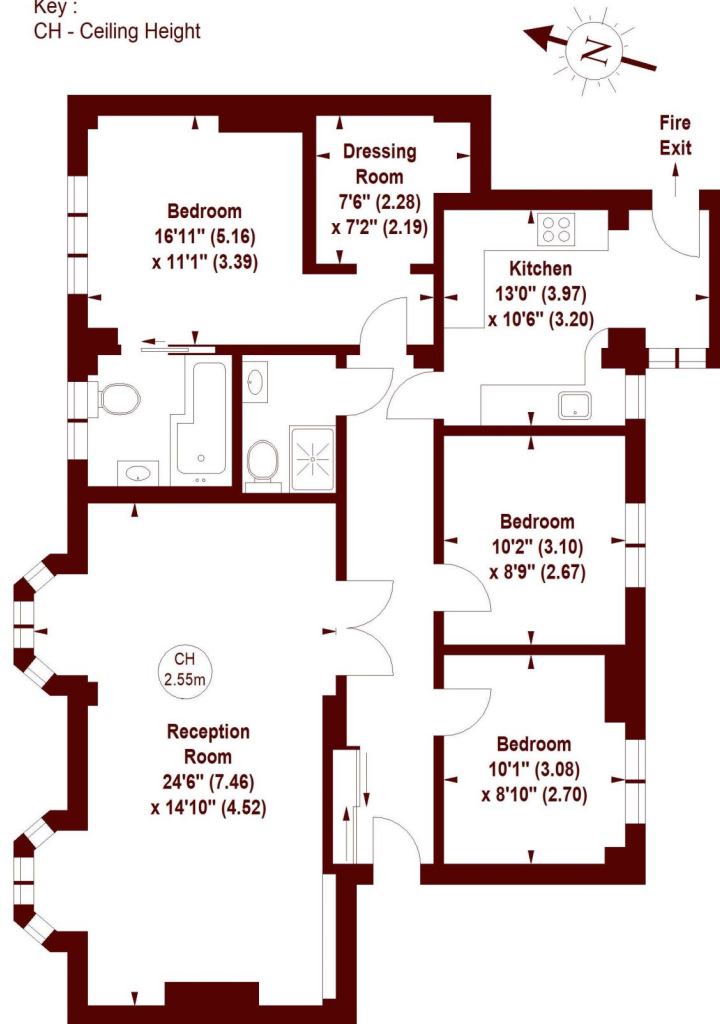 Key :
CH - Ceiling Height
N
Fire
Exit
Dressing
Room
7'6" (2.28)
x 7'2" (2.19)
Bedroom
16'11" (5.16)
x 11'1" (3.39)
Kitchen
13'0" (3.97)
x 10'6" (3.20)
Bedroom
10'2" (3.10)
x 8'9" (2.67)
CH
2.55m
Reception
Room
24'6" (7.46)
x 14'10" (4.52)
Bedroom
10'1" (3.08)
x 8'10" (2.70)